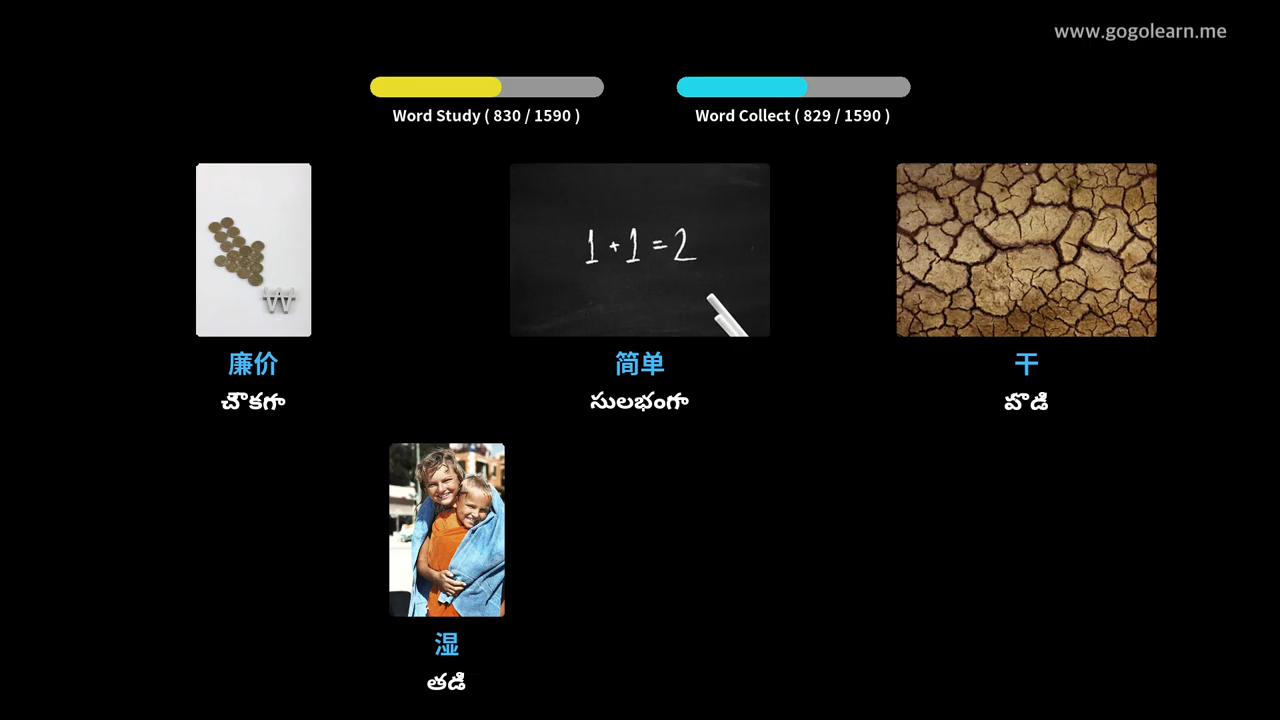 www.gogolearn.me
Word Study ( 830 / 1590 )
Word Collect ( 829 / 1590 )
1 + 1 = 2
₩
廉价
简单
干
చౌకగా
సులభంగా
పొడి
湿
తడి